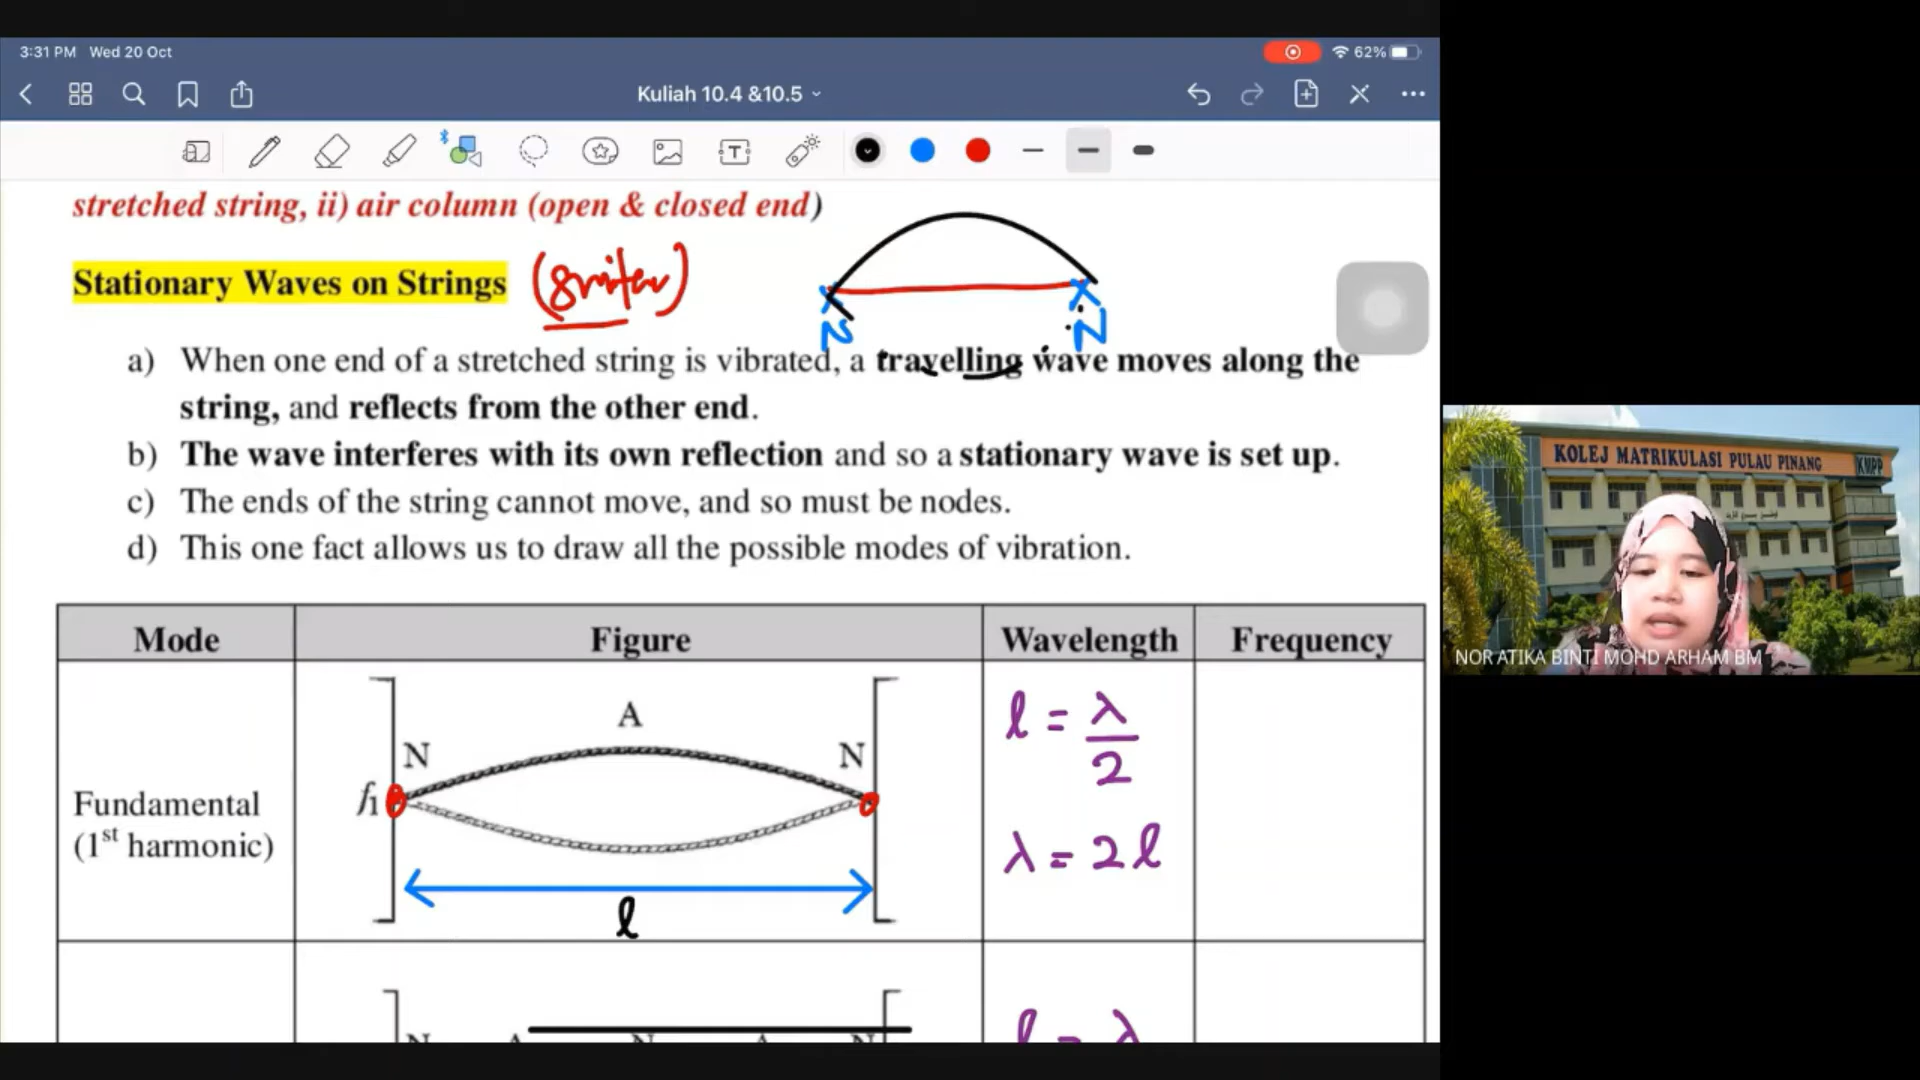 3:31 PM Wed 20 Oct
62%
Kuliah 10.4 &10.5
stretched string, ii) air column (open & closed end)
Stationary Waves on Strings (guitar)
N N
a) When one end of a stretched string is vibrated, a travelling wave moves along the
string, and reflects from the other end.
b) The wave interferes with its own reflection and so a stationary wave is set up.
c) The ends of the string cannot move, and so must be nodes.
d) This one fact allows us to draw all the possible modes of vibration.
Mode Figure Wavelength Frequency
Fundamental
(1st harmonic)
A
N N
f1
l
l = λ/2
λ = 2l
N A N A N
l = λ
KOLEJ MATRIKULASI PULAU PINANG KMPP
NOR ATIKA BINTI MOHD ARHAM BM